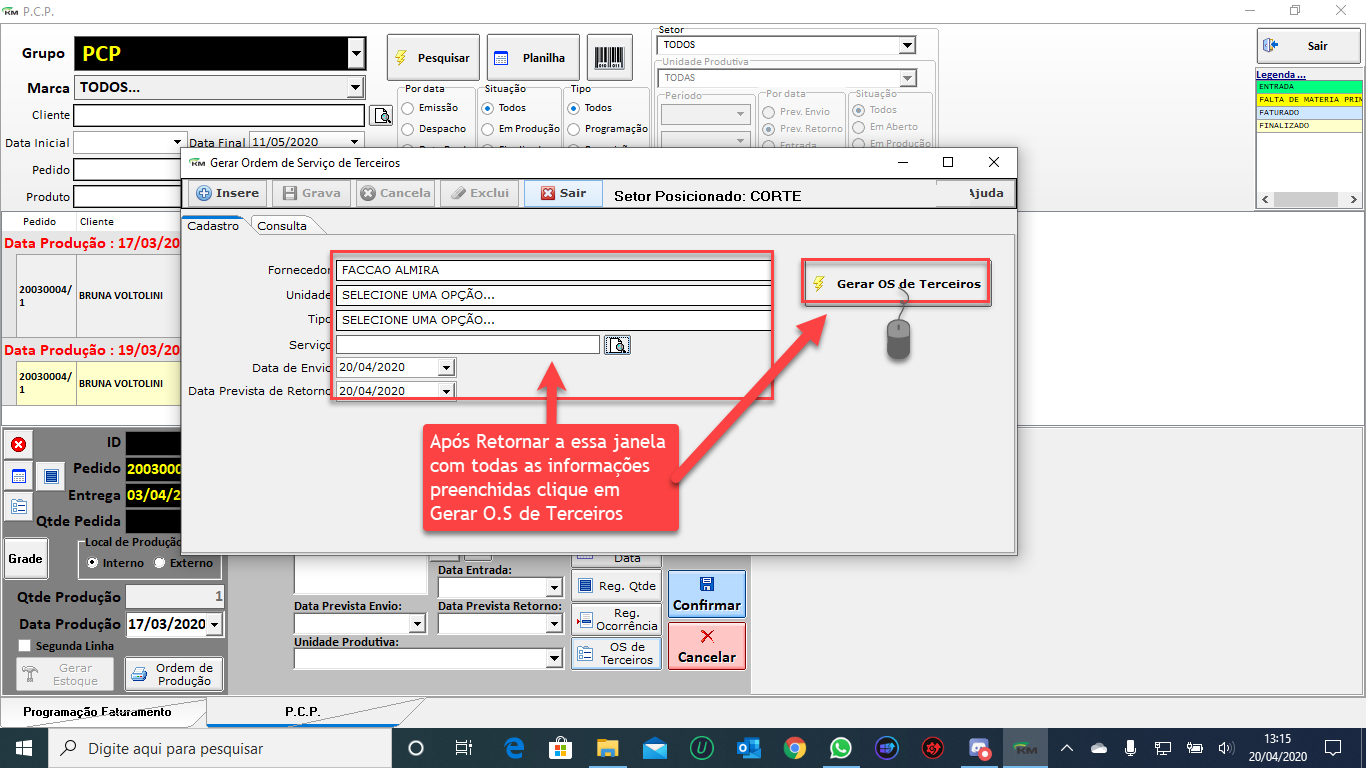 RM P.C.P.
Grupo PCP
Marca TODOS...
Cliente
Data Inicial Data Final 11/05/2020
Pedido
Produto
Pesquisar
Planilha
Por data
Emissão
Despacho
Situação
Todos
Em Produção
Tipo
Todos
Programação
Setor
TODOS
Unidade Produtiva
TODAS
Período
Por data
Prev. Envio
Prev. Retorno
Entrada
Situação
Todos
Em Aberto
Em Produção
Sair
Legenda ...
ENTRADA
FALTA DE MATERIA PRIM
FATURADO
FINALIZADO
Pedido Cliente
Data Produção : 17/03/20
20030004/
1
BRUNA VOLTOLINI
Data Produção : 19/03/20
20030004/
1
BRUNA VOLTOLINI
RM Gerar Ordem de Serviço de Terceiros
Insere Grava Cancela Exclui Sair Setor Posicionado: CORTE Ajuda
Cadastro Consulta
Fornecedor FACCAO ALMIRA
Unidade SELECIONE UMA OPÇÃO...
Tipo SELECIONE UMA OPÇÃO...
Serviço
Data de Envio 20/04/2020
Data Prevista de Retorno 20/04/2020
Gerar OS de Terceiros
Após Retornar a essa janela
com todas as informações
preenchidas clique em
Gerar O.S de Terceiros
ID
Pedido 2003000
Entrega 03/04/2
Qtde Pedida
Grade
Local de Produção
Interno Externo
Qtde Produção 1
Data Produção 17/03/2020
Segunda Linha
Gerar
Estoque
Ordem de
Produção
Data Entrada:
Data Prevista Envio: Data Prevista Retorno:
Unidade Produtiva:
Data
Reg. Qtde
Reg.
Ocorrência
OS de
Terceiros
Confirmar
Cancelar
Programação Faturamento P.C.P.
Digite aqui para pesquisar
RM
13:15
20/04/2020